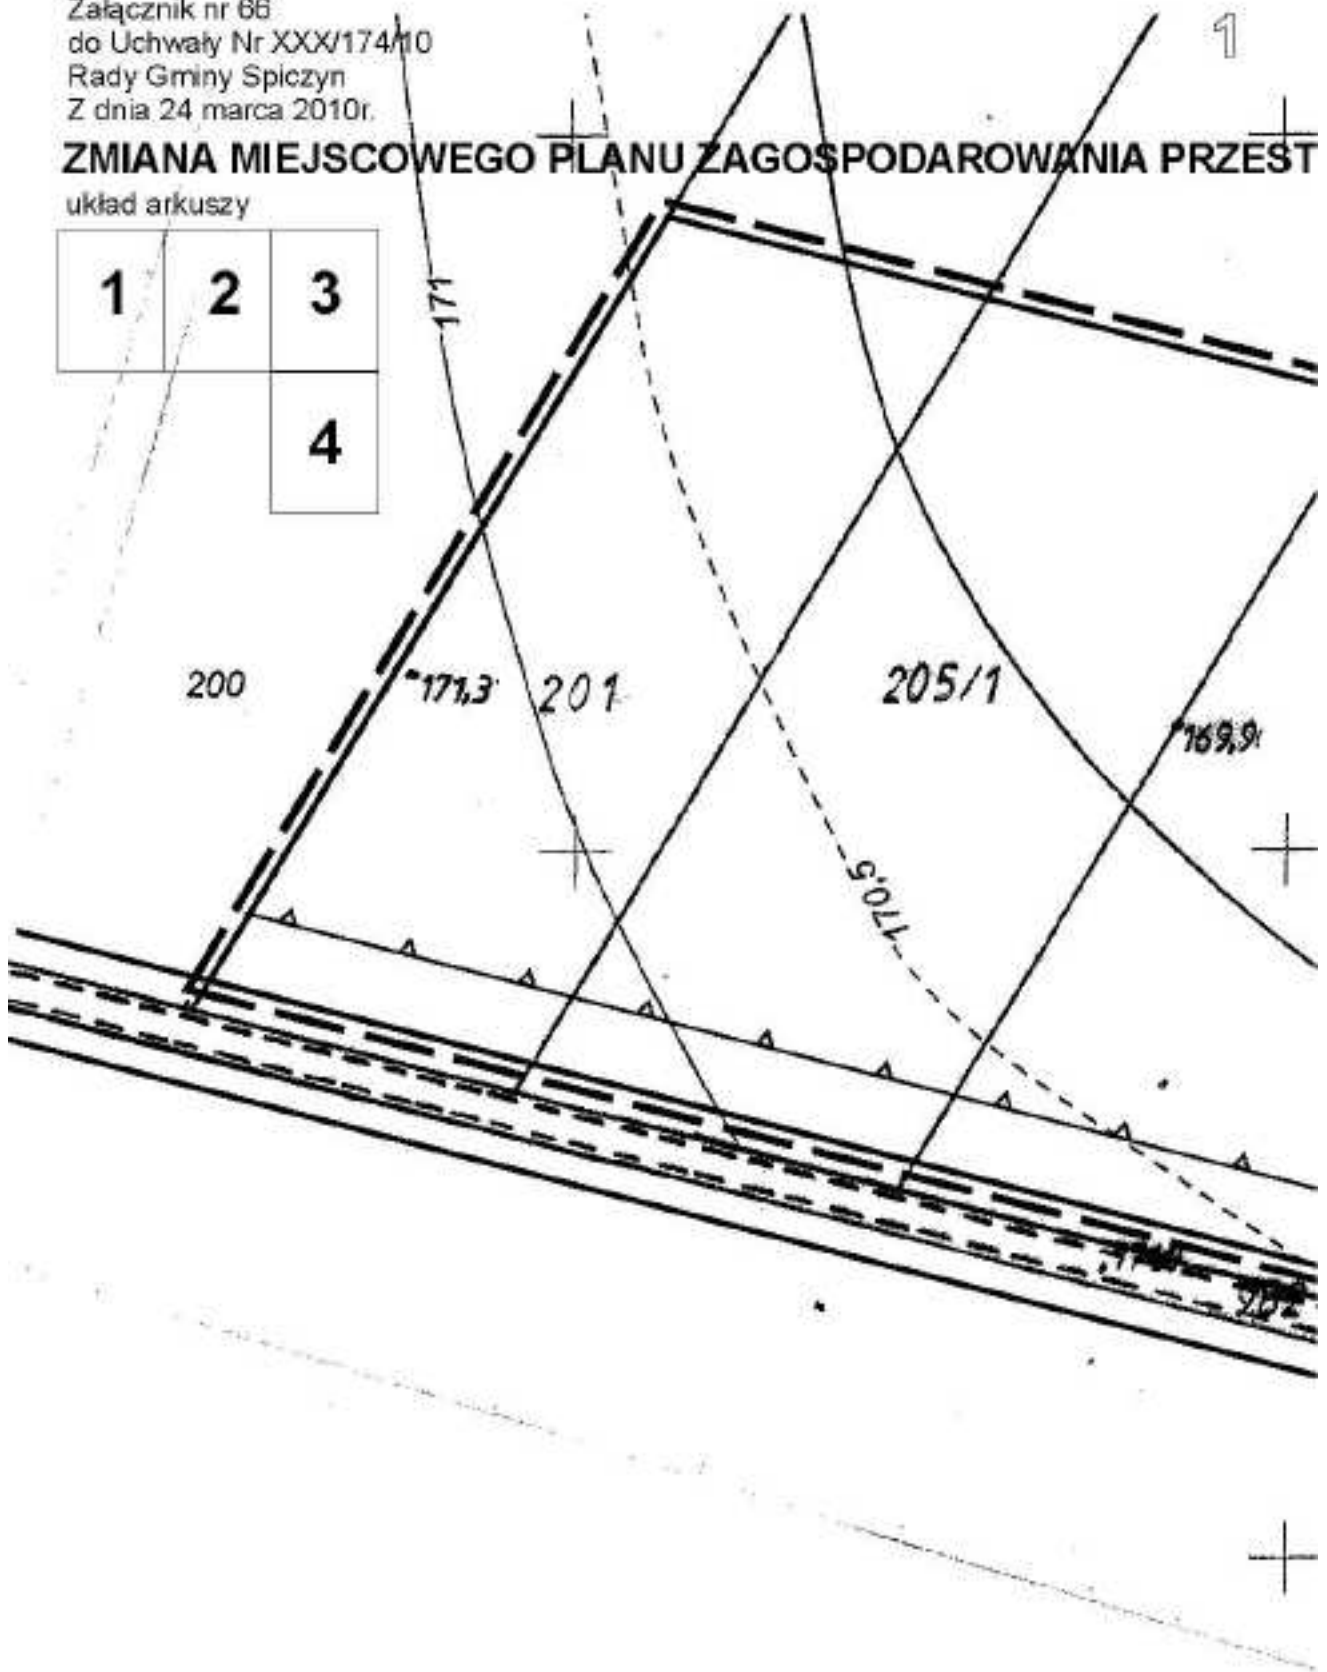 Załącznik nr 66
do Uchwały Nr XXX/174/10
Rady Gminy Spiczyn
Z dnia 24 marca 2010r.
1
ZMIANA MIEJSCOWEGO PLANU ZAGOSPODAROWANIA PRZEST
układ arkuszy
1 2 3
4
171
200
171,3
201
205/1
169,9
170,5